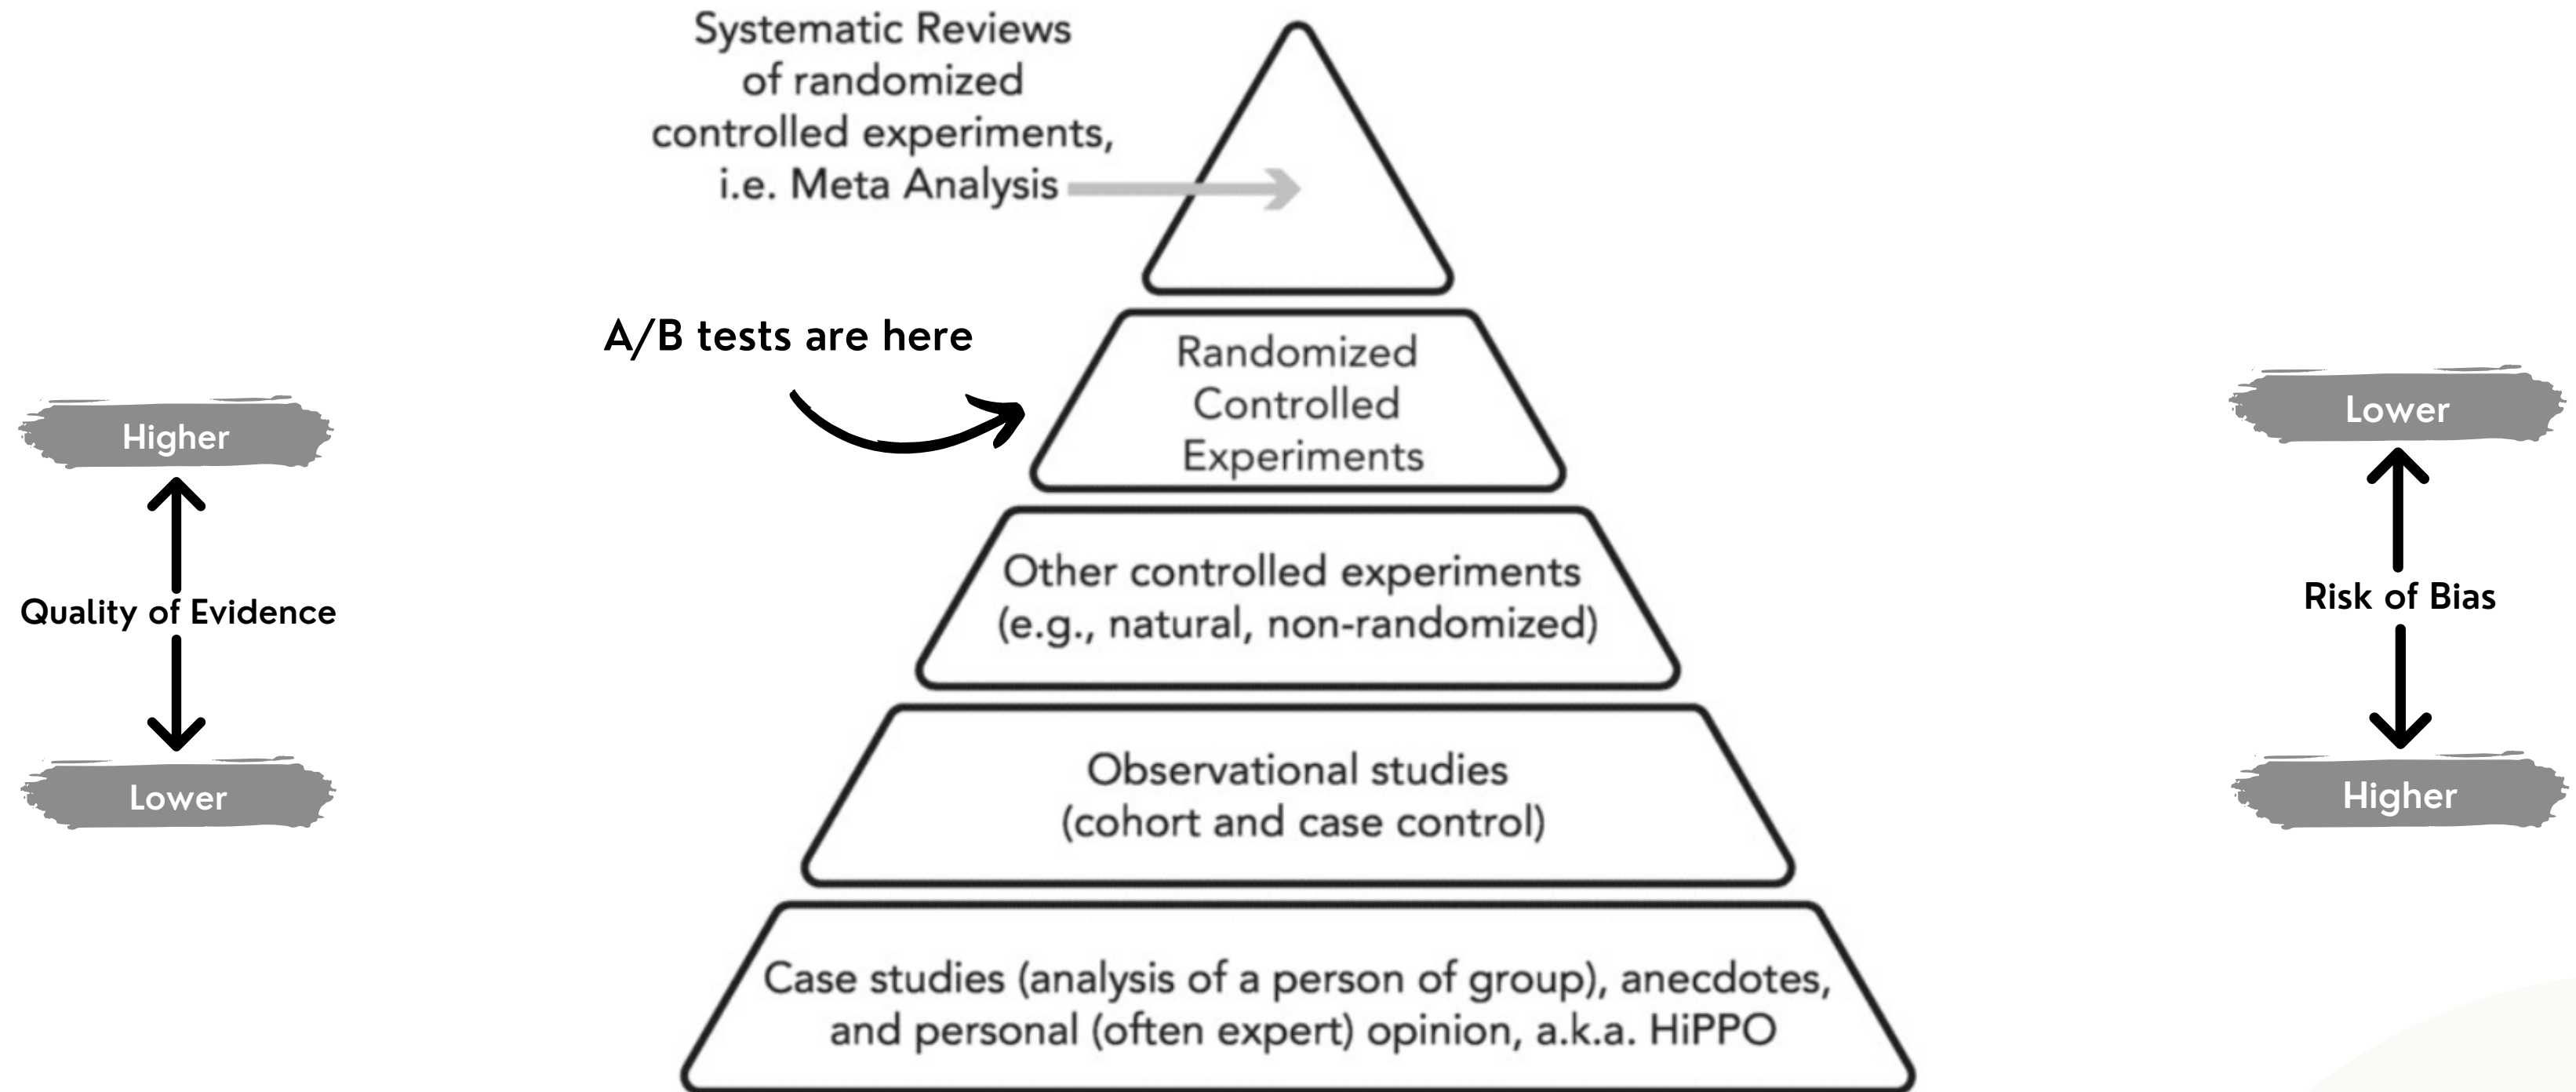 Systematic Reviews
of randomized
controlled experiments,
i.e. Meta Analysis
A/B tests are here
Randomized
Controlled
Experiments
Higher
Quality of Evidence
Lower
Lower
Risk of Bias
Higher
Other controlled experiments
(e.g., natural, non-randomized)
Observational studies
(cohort and case control)
Case studies (analysis of a person of group), anecdotes,
and personal (often expert) opinion, a.k.a. HiPPO